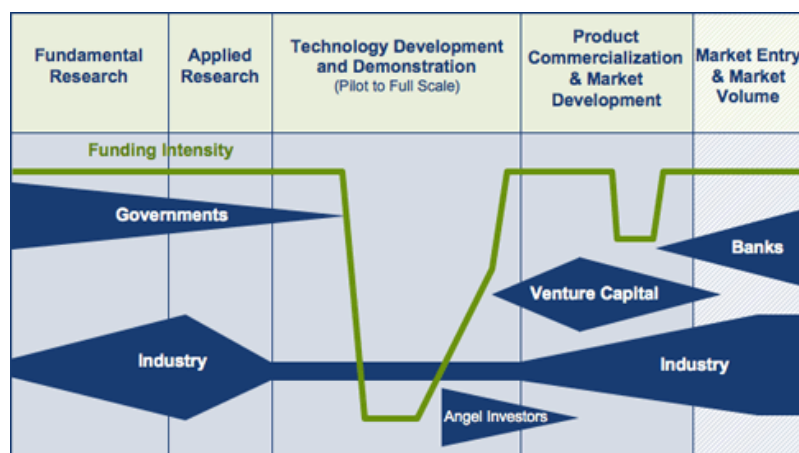 Fundamental
Research
Applied
Research
Technology Development
and Demonstration
(Pilot to Full Scale)
Product
Commercialization
& Market
Development
Market Entry
& Market
Volume
Funding Intensity
Governments
Banks
Venture Capital
Industry
Industry
Angel Investors